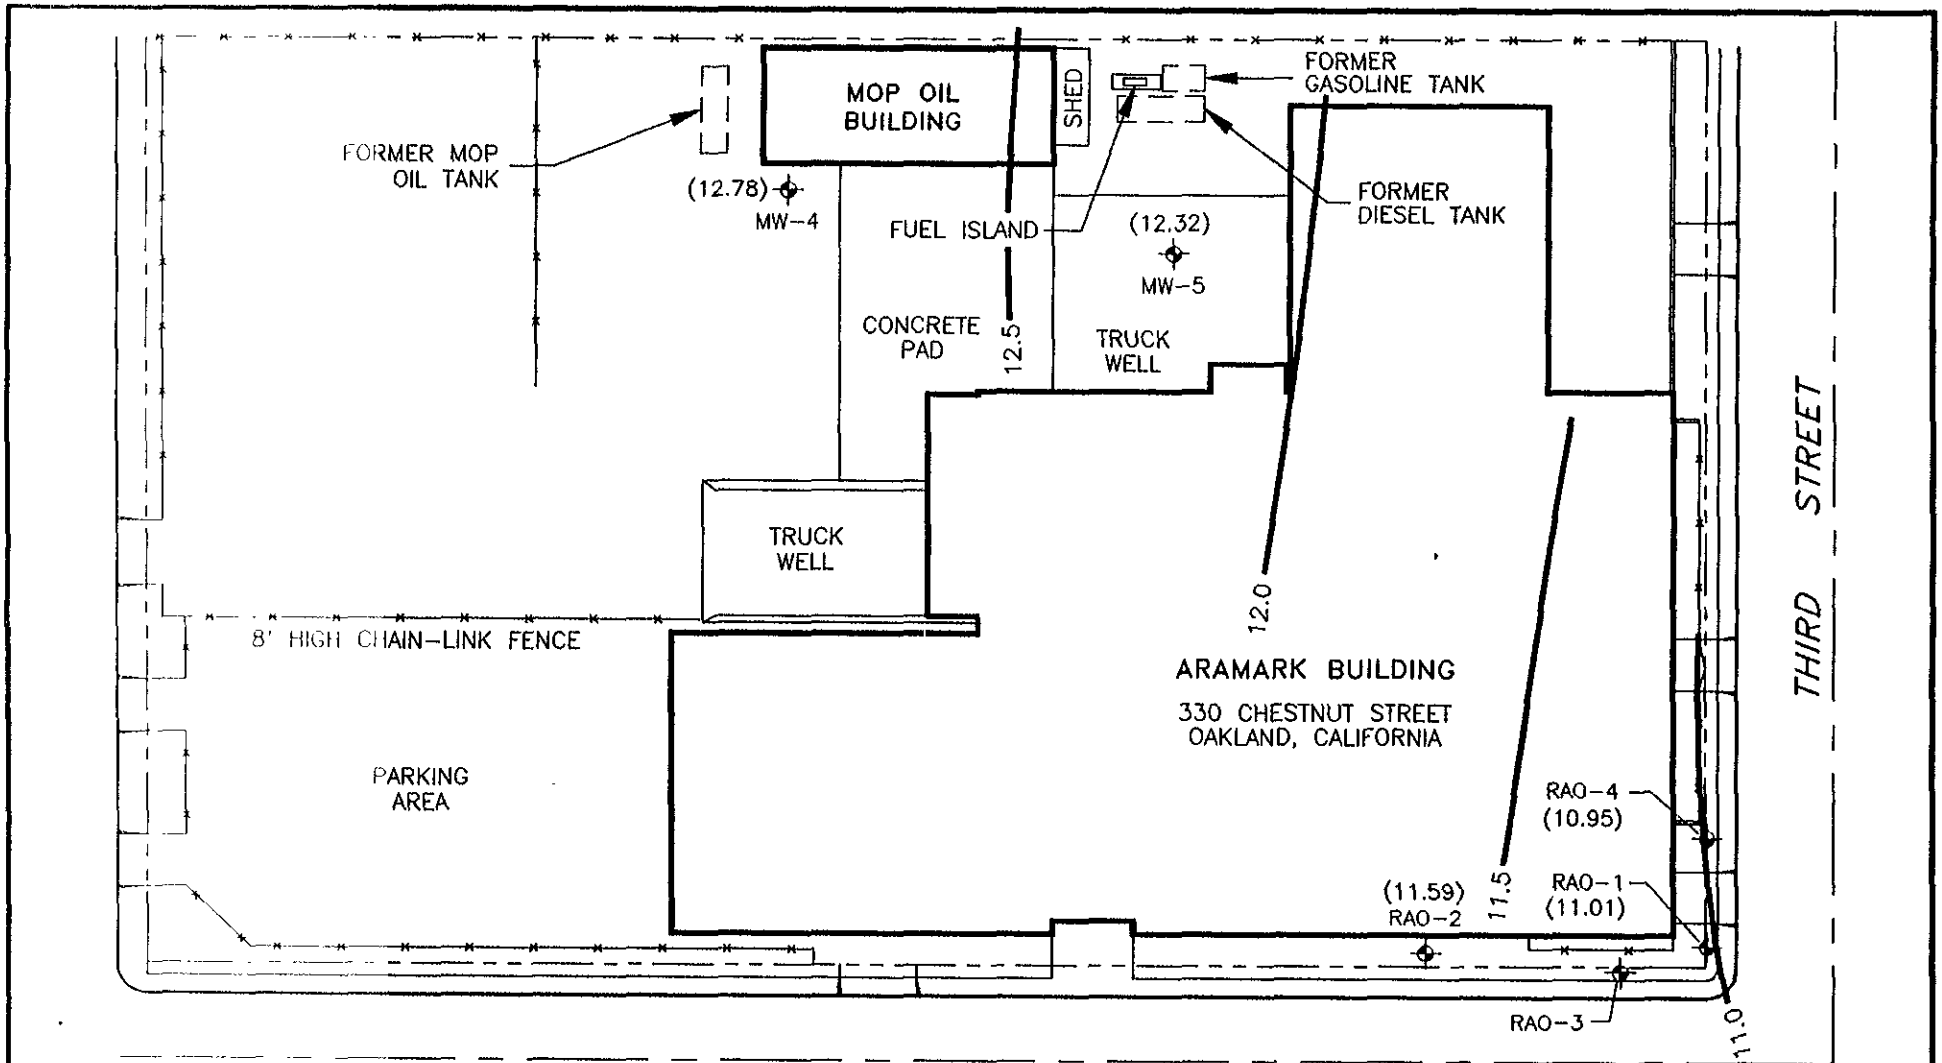 FORMER
GASOLINE TANK
MOP OIL
BUILDING
SHED
FORMER MOP
OIL TANK
(12.78)
MW-4
FUEL ISLAND
(12.32)
MW-5
FORMER
DIESEL TANK
CONCRETE
PAD
12.5
TRUCK
WELL
THIRD STREET
TRUCK
WELL
12.0
8' HIGH CHAIN-LINK FENCE
ARAMARK BUILDING
330 CHESTNUT STREET
OAKLAND, CALIFORNIA
PARKING
AREA
RAO-4
(10.95)
(11.59)
RAO-2
11.5
RAO-1
(11.01)
RAO-3
11.0